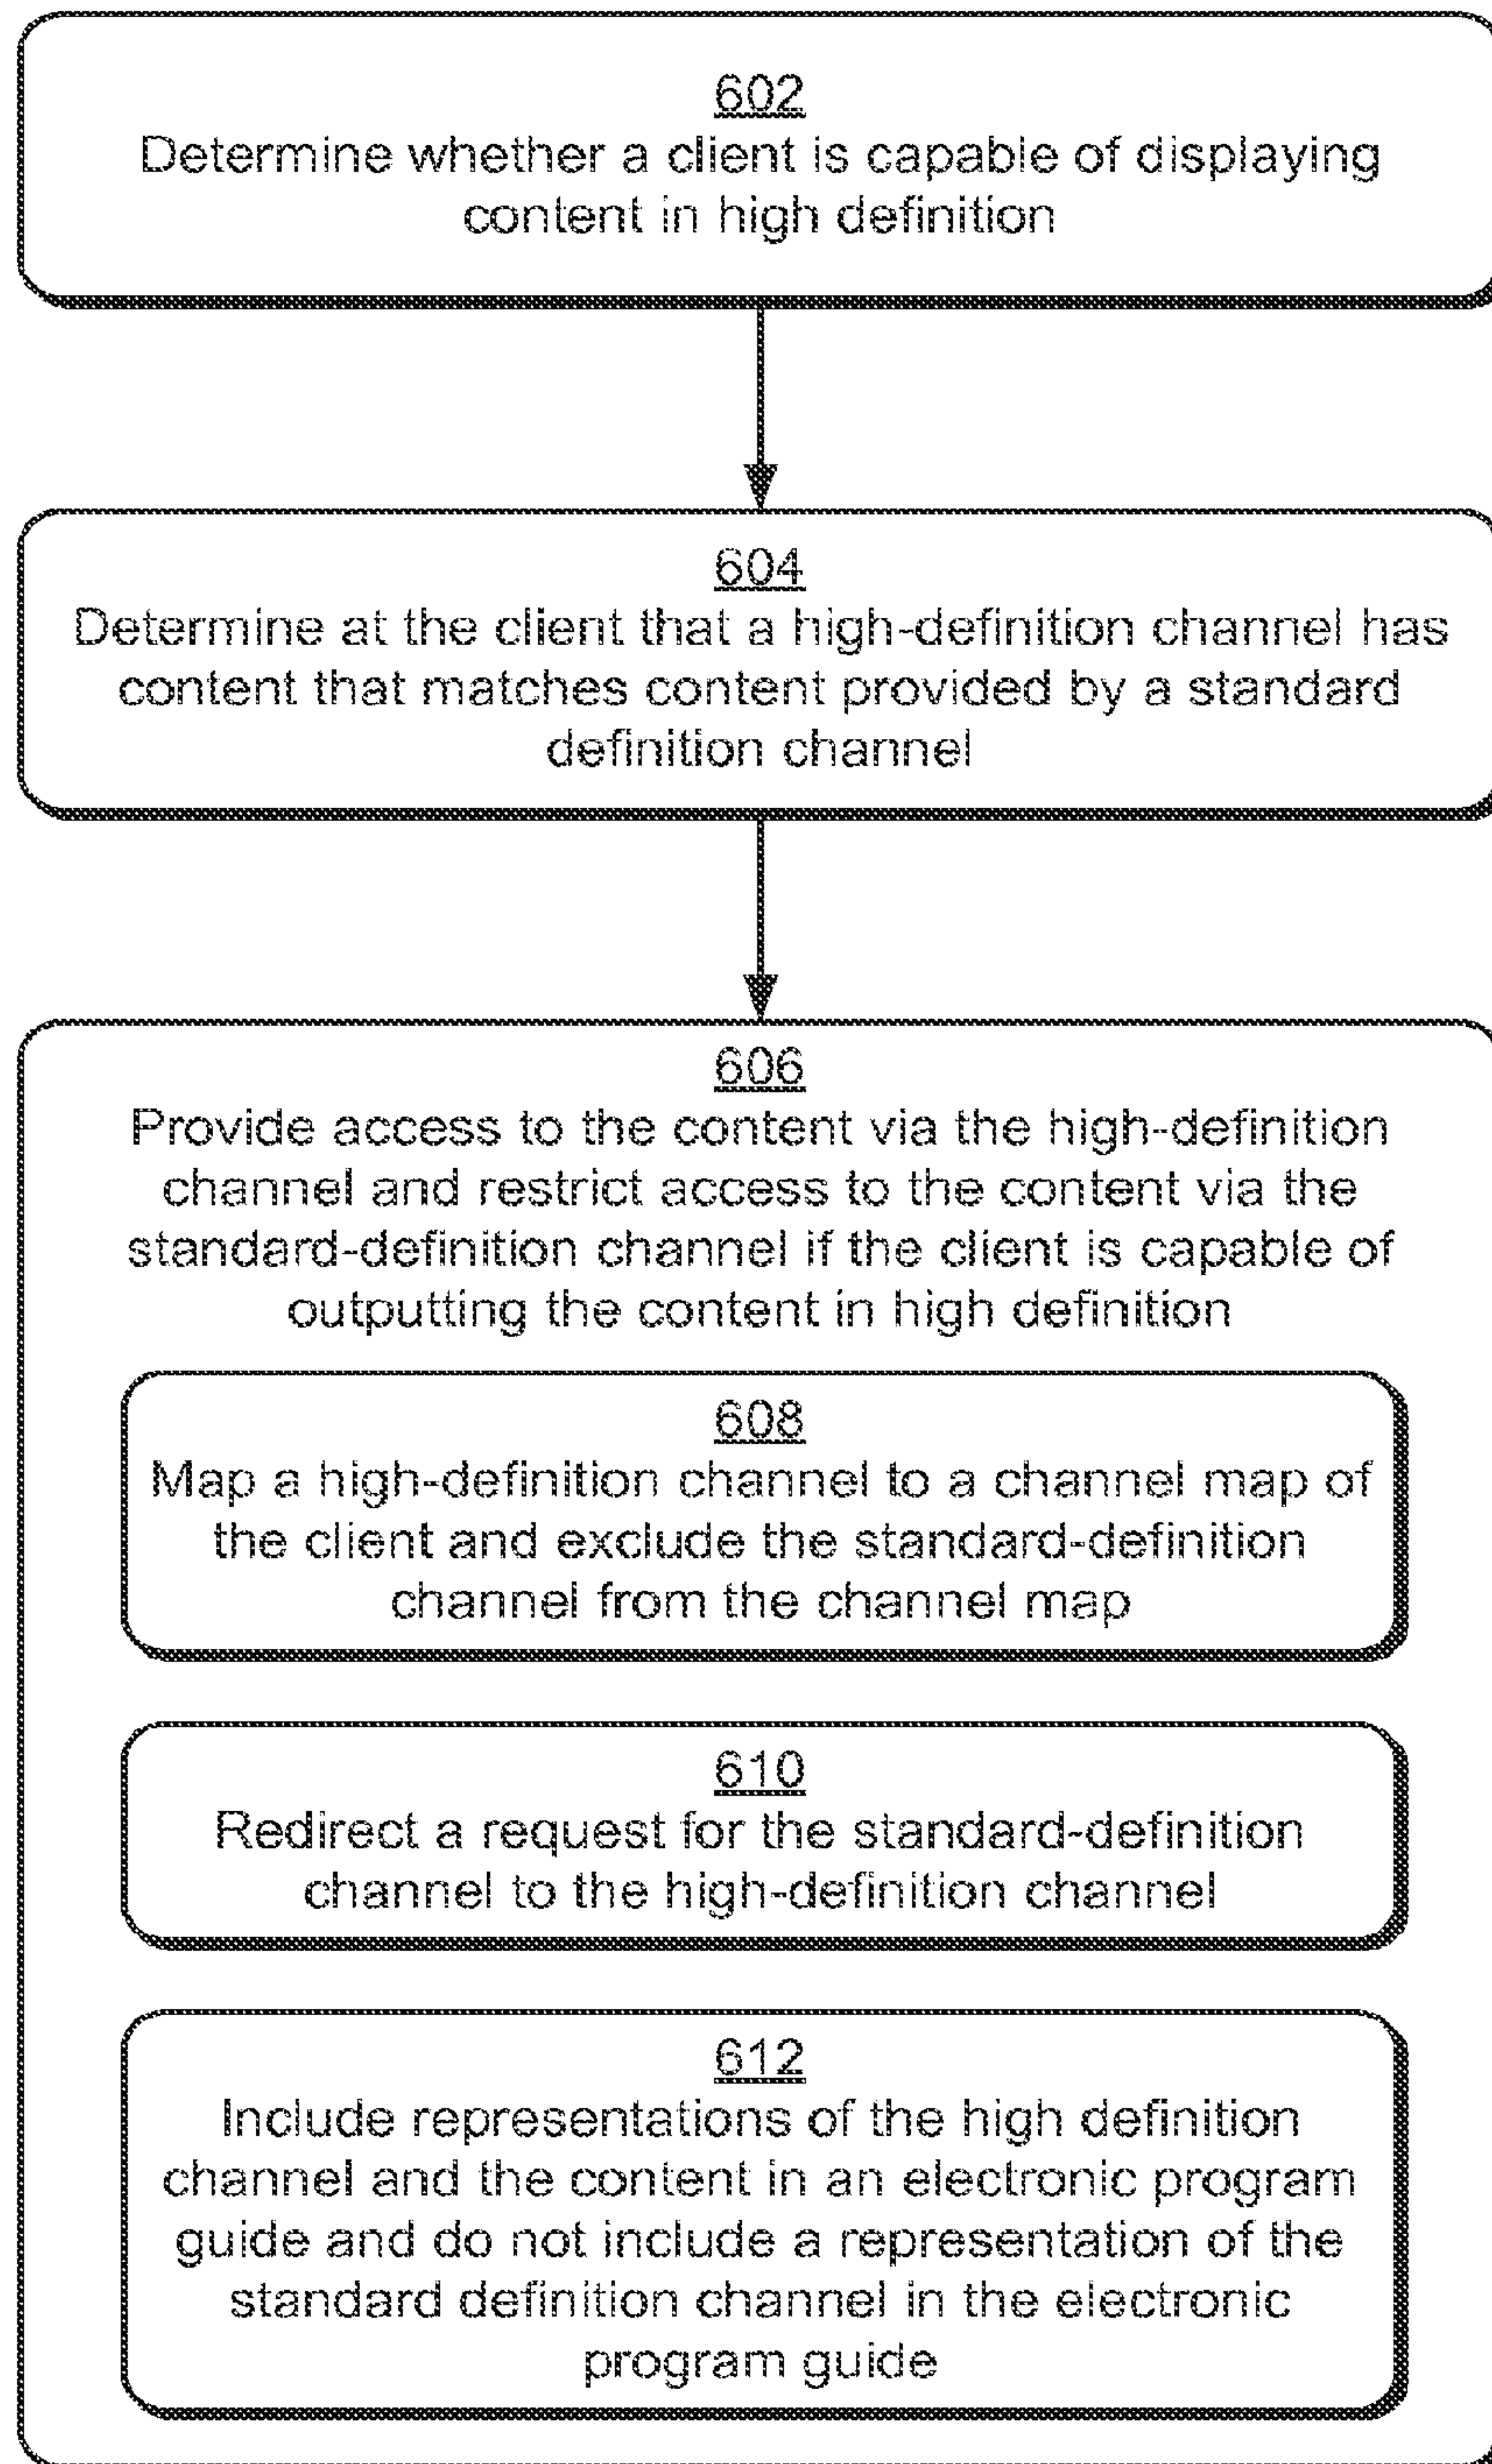 602
Determine whether a client is capable of displaying
content in high definition
604
Determine at the client that a high-definition channel has
content that matches content provided by a standard
definition channel
606
Provide access to the content via the high-definition
channel and restrict access to the content via the
standard-definition channel if the client is capable of
outputting the content in high definition
608
Map a high-definition channel to a channel map of
the client and exclude the standard-definition
channel from the channel map
610
Redirect a request for the standard-definition
channel to the high-definition channel
612
Include representations of the high definition
channel and the content in an electronic program
guide and do not include a representation of the
standard definition channel in the electronic
program guide